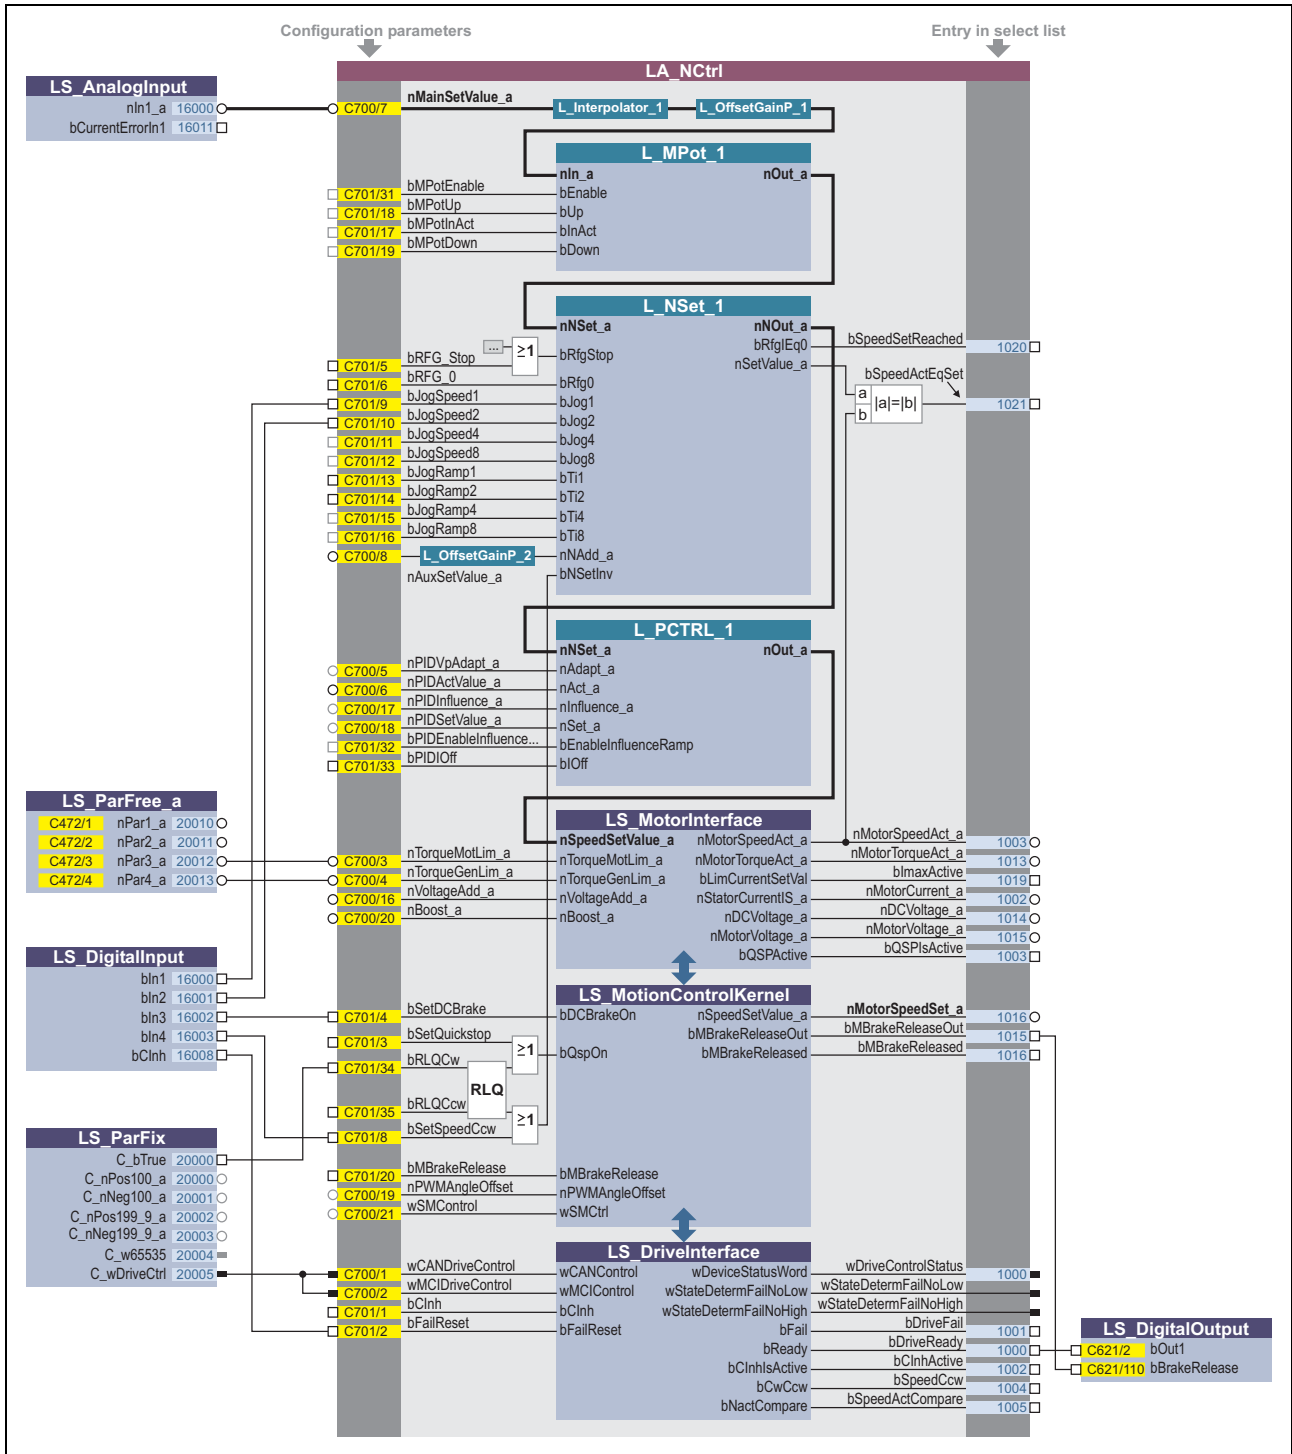 Configuration parameters
Entry in select list
LA_NCtrl
LS_AnalogInput
nIn1_a 16000
bCurrentErrorIn1 16011
C700/7 nMainSetValue_a
L_Interpolator_1 L_OffsetGainP_1
L_MPot_1
nIn_a nOut_a
C701/31 bMPotEnable bEnable
C701/18 bMPotUp bUp
C701/17 bMPotInAct bInAct
C701/19 bMPotDown bDown
L_NSet_1
nNSet_a nNOut_a
bRfgIEq0 bSpeedSetReached 1020
... ≥1 bRfgStop
nSetValue_a
C701/5 bRFG_Stop
C701/6 bRFG_0 bRfg0
bSpeedActEqSet
a
b
|a|=|b|
1021
C701/9 bJogSpeed1 bJog1
C701/10 bJogSpeed2 bJog2
C701/11 bJogSpeed4 bJog4
C701/12 bJogSpeed8 bJog8
C701/13 bJogRamp1 bTi1
C701/14 bJogRamp2 bTi2
C701/15 bJogRamp4 bTi4
C701/16 bJogRamp8 bTi8
C700/8 L_OffsetGainP_2 nNAdd_a
nAuxSetValue_a bNSetInv
L_PCTRL_1
nNSet_a nOut_a
C700/5 nPIDVpAdapt_a nAdapt_a
C700/6 nPIDActValue_a nAct_a
C700/17 nPIDInfluence_a nInfluence_a
C700/18 nPIDSetValue_a nSet_a
C701/32 bPIDEnableInfluence... bEnableInfluenceRamp
C701/33 bPIDIOff bIOff
LS_ParFree_a
C472/1 nPar1_a 20010
C472/2 nPar2_a 20011
C472/3 nPar3_a 20012
C472/4 nPar4_a 20013
LS_MotorInterface
nSpeedSetValue_a nMotorSpeedAct_a nMotorSpeedAct_a 1003
C700/3 nTorqueMotLim_a nTorqueMotLim_a nMotorTorqueAct_a nMotorTorqueAct_a 1013
C700/4 nTorqueGenLim_a nTorqueGenLim_a bLimCurrentSetVal bImaxActive 1019
C700/16 nVoltageAdd_a nVoltageAdd_a nStatorCurrentIS_a nMotorCurrent_a 1002
C700/20 nBoost_a nBoost_a nDCVoltage_a nDCVoltage_a 1014
nMotorVoltage_a nMotorVoltage_a 1015
bQSPActive bQSPIsActive 1003
LS_DigitalInput
bIn1 16000
bIn2 16001
bIn3 16002
bIn4 16003
bCInh 16008
LS_MotionControlKernel
C701/4 bSetDCBrake bDCBrakeOn nSpeedSetValue_a nMotorSpeedSet_a 1016
C701/3 bSetQuickstop bMBrakeReleaseOut bMBrakeReleaseOut 1015
≥1 bQspOn bMBrakeReleased bMBrakeReleased 1016
C701/34 bRLQCw
RLQ
C701/35 bRLQCcw
≥1
C701/8 bSetSpeedCcw
C701/20 bMBrakeRelease bMBrakeRelease
C700/19 nPWMAngleOffset nPWMAngleOffset
C700/21 wSMControl wSMCtrl
LS_ParFix
C_bTrue 20000
C_nPos100_a 20000
C_nNeg100_a 20001
C_nPos199_9_a 20002
C_nNeg199_9_a 20003
C_w65535 20004
C_wDriveCtrl 20005
LS_DriveInterface
C700/1 wCANDriveControl wCANControl wDeviceStatusWord wDriveControlStatus 1000
C700/2 wMCIDriveControl wMCIControl wStateDetermFailNoLow wStateDetermFailNoLow
C701/1 bCInh bCInh wStateDetermFailNoHigh wStateDetermFailNoHigh
C701/2 bFailReset bFailReset bFail bDriveFail 1001
bReady bDriveReady 1000
bCInhIsActive bCInhActive 1002
bCwCcw bSpeedCcw 1004
bNactCompare bSpeedActCompare 1005
LS_DigitalOutput
C621/2 bOut1
C621/110 bBrakeRelease